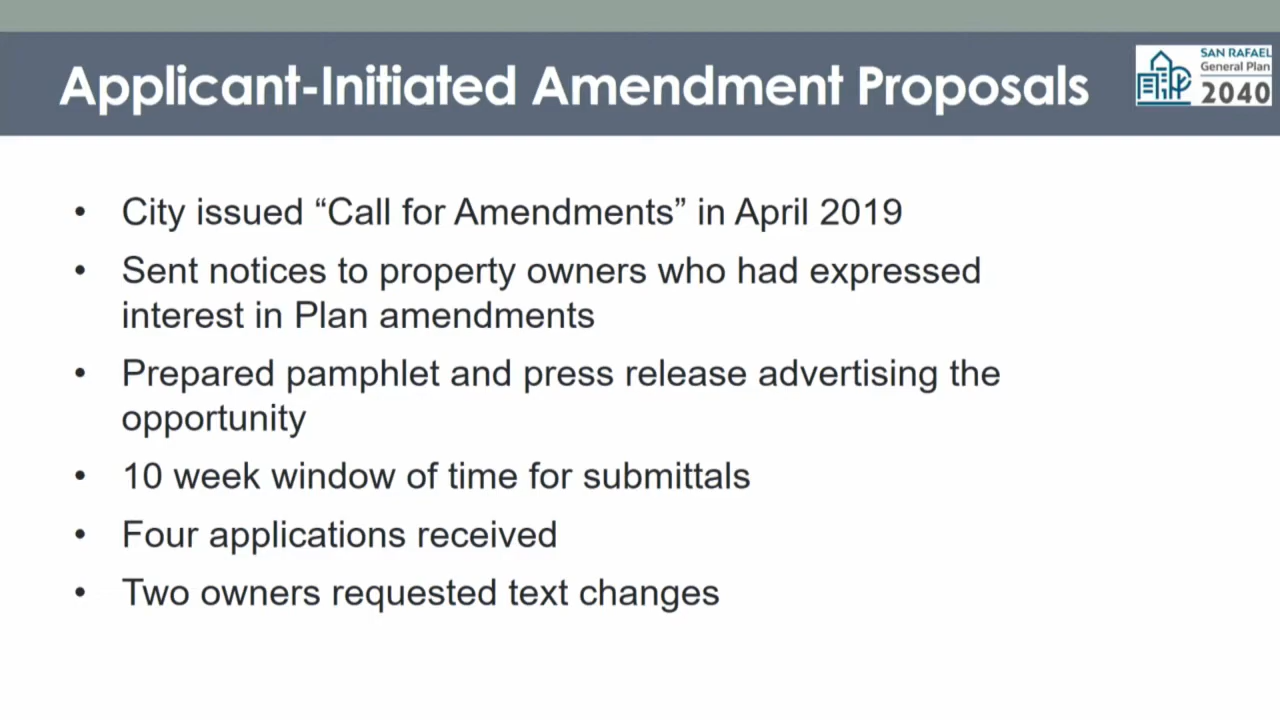 Applicant-Initiated Amendment Proposals
SAN RAFAEL
General Plan
2040
• City issued “Call for Amendments” in April 2019
• Sent notices to property owners who had expressed
interest in Plan amendments
• Prepared pamphlet and press release advertising the
opportunity
• 10 week window of time for submittals
• Four applications received
• Two owners requested text changes